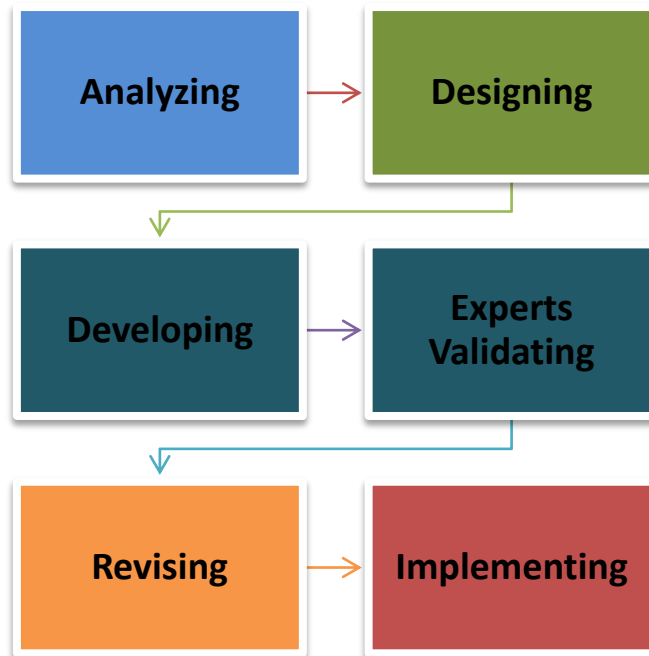 Analyzing
Designing
Developing
Experts
Validating
Revising
Implementing